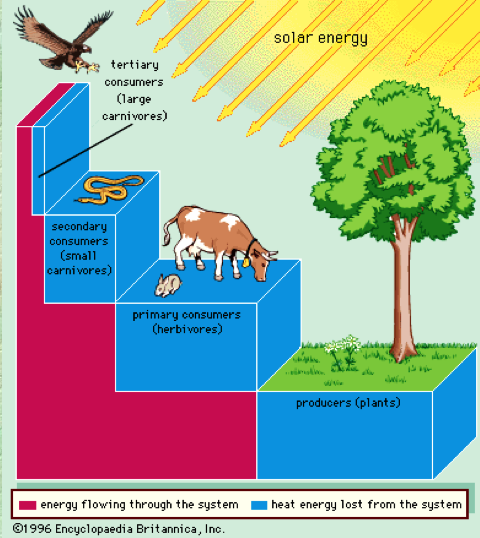 solar energy
tertiary
consumers
(large
carnivores)
secondary
consumers
(small
carnivores)
primary consumers
(herbivores)
producers (plants)
energy flowing through the system
heat energy lost from the system
©1996 Encyclopaedia Britannica, Inc.